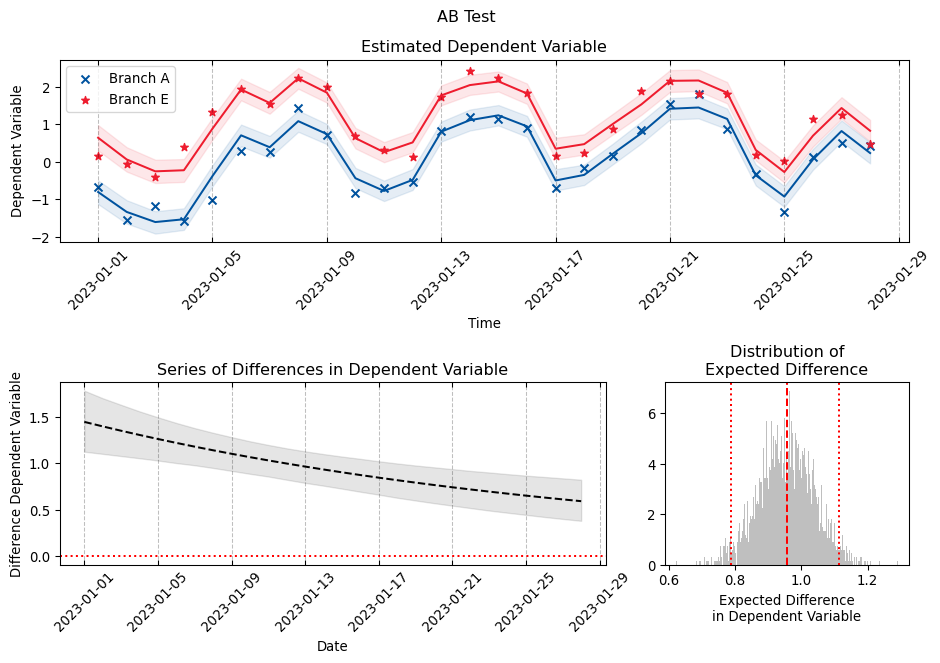 AB Test
Estimated Dependent Variable
Dependent Variable
Branch A
Branch E
2
1
0
−1
−2
2023-01-01
2023-01-05
2023-01-09
2023-01-13
2023-01-17
2023-01-21
2023-01-25
2023-01-29
Time
Series of Differences in Dependent Variable
Difference Dependent Variable
1.5
1.0
0.5
0.0
2023-01-01
2023-01-05
2023-01-09
2023-01-13
2023-01-17
2023-01-21
2023-01-25
2023-01-29
Date
Distribution of
Expected Difference
6
4
2
0
0.6
0.8
1.0
1.2
Expected Difference
in Dependent Variable